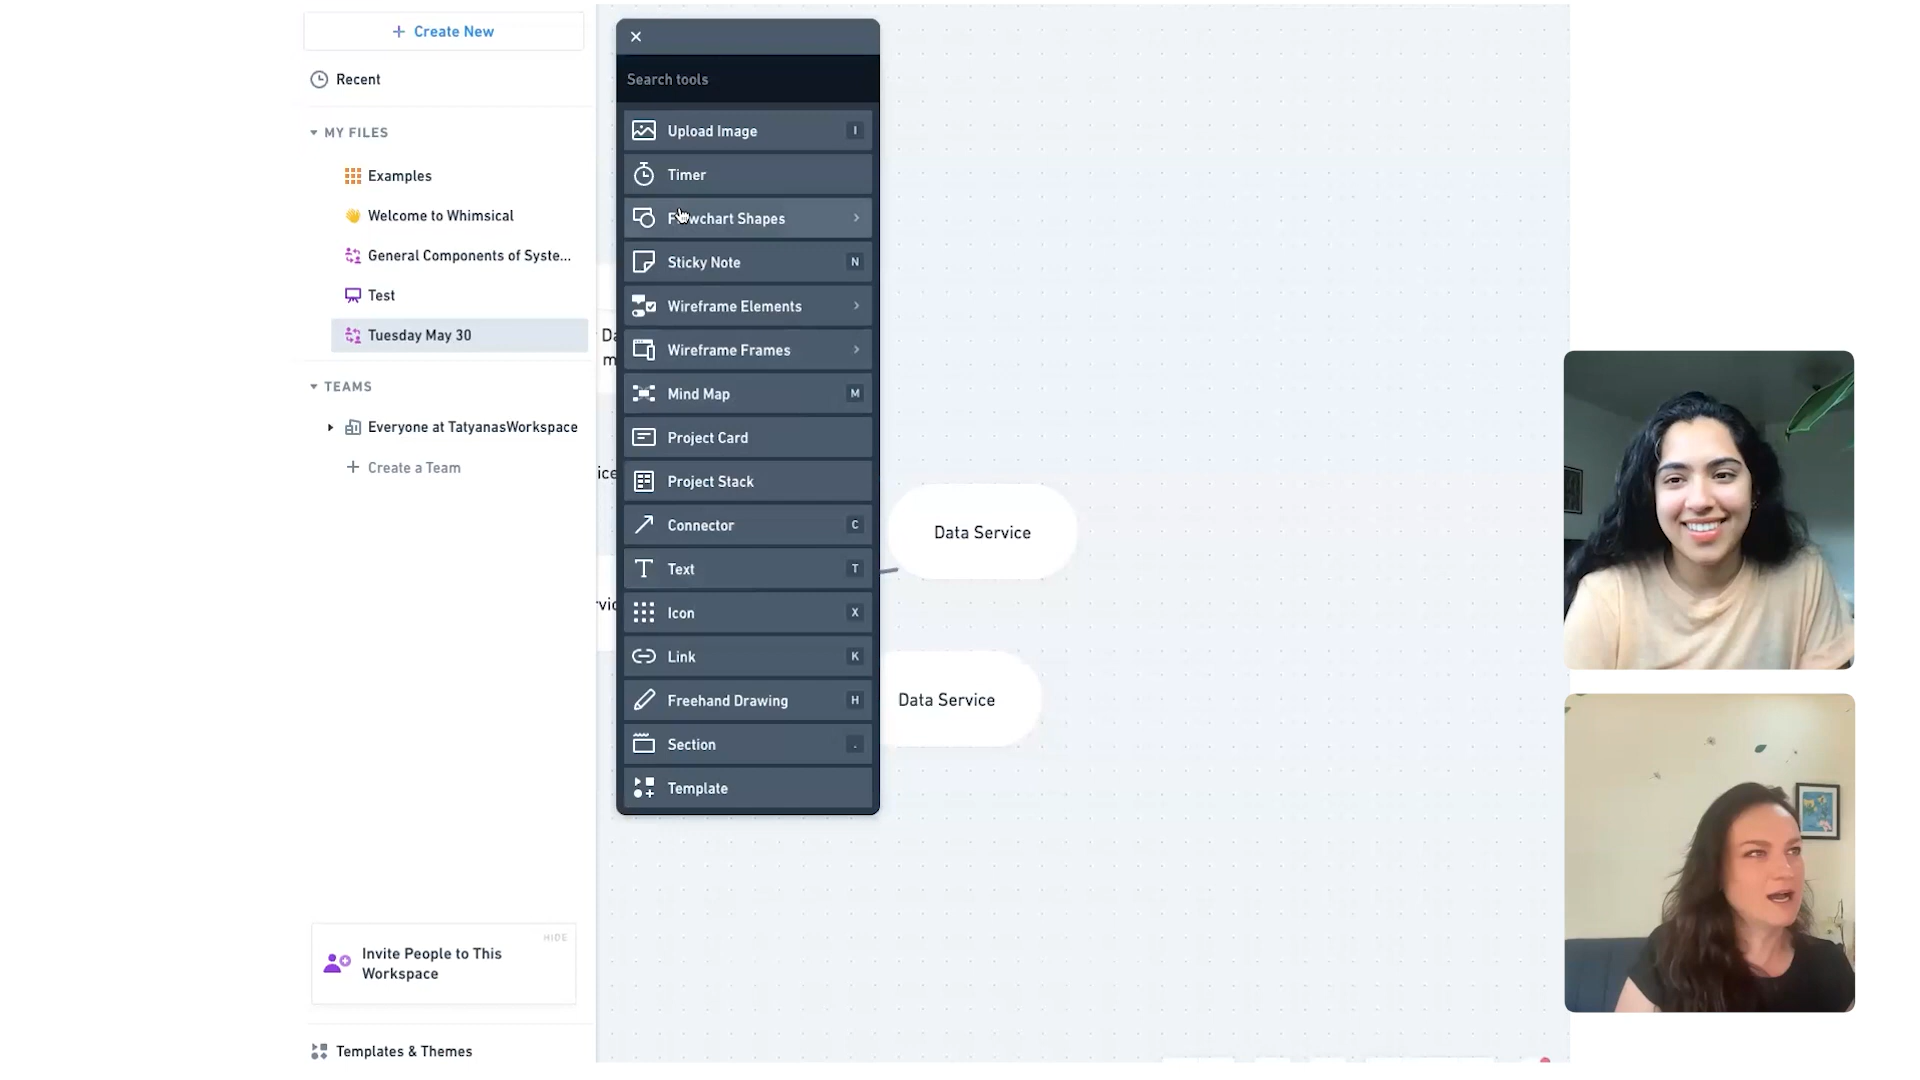 + Create New
Recent
MY FILES
Examples
Welcome to Whimsical
General Components of Syste...
Test
Tuesday May 30
TEAMS
Everyone at TatyanasWorkspace
+ Create a Team
HIDE
Invite People to This
Workspace
Templates & Themes
Search tools
Upload Image I
Timer
Flowchart Shapes
Sticky Note N
Wireframe Elements
Wireframe Frames
Mind Map M
Project Card
Project Stack
Connector C
Text T
Icon X
Link K
Freehand Drawing H
Section .
Template
Da
m
ice
rvic
Data Service
Data Service